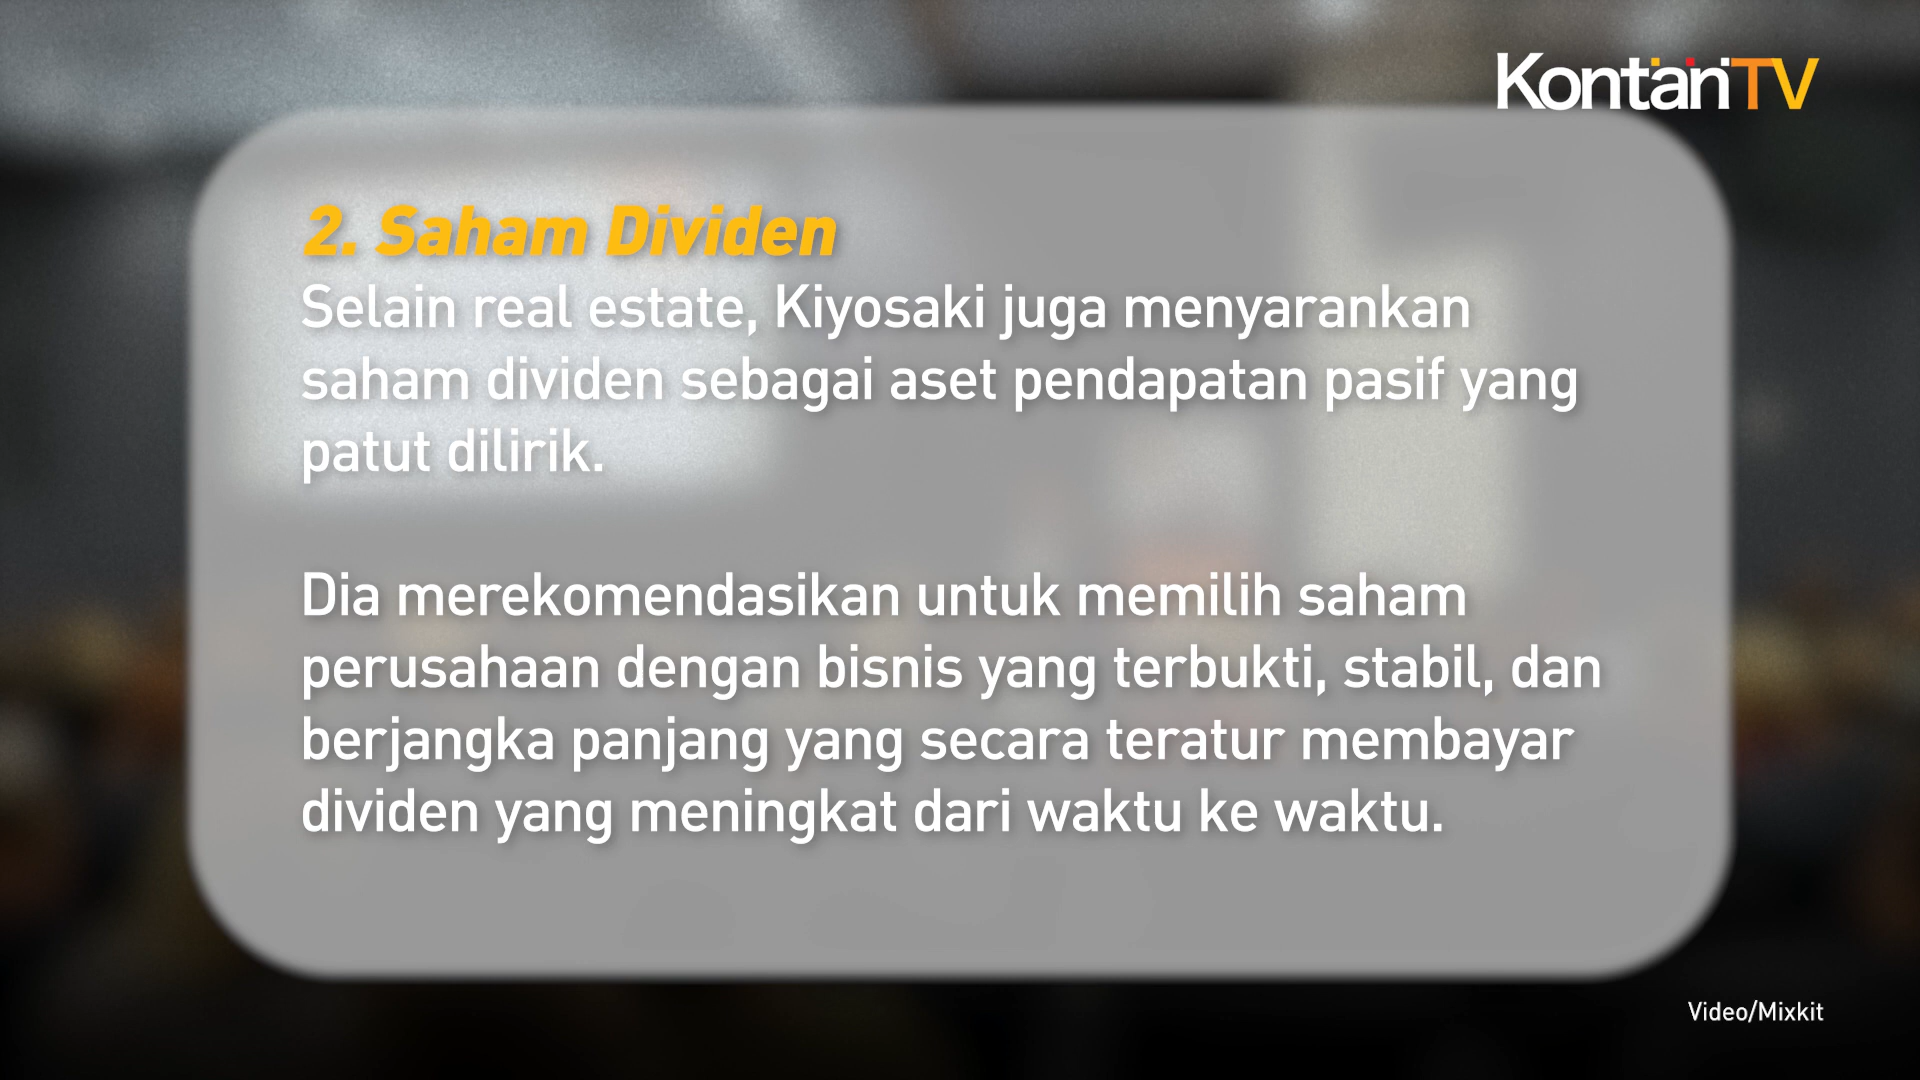 KontanTV
2. Saham Dividen
Selain real estate, Kiyosaki juga menyarankan
saham dividen sebagai aset pendapatan pasif yang
patut dilirik.
Dia merekomendasikan untuk memilih saham
perusahaan dengan bisnis yang terbukti, stabil, dan
berjangka panjang yang secara teratur membayar
dividen yang meningkat dari waktu ke waktu.
Video/Mixkit